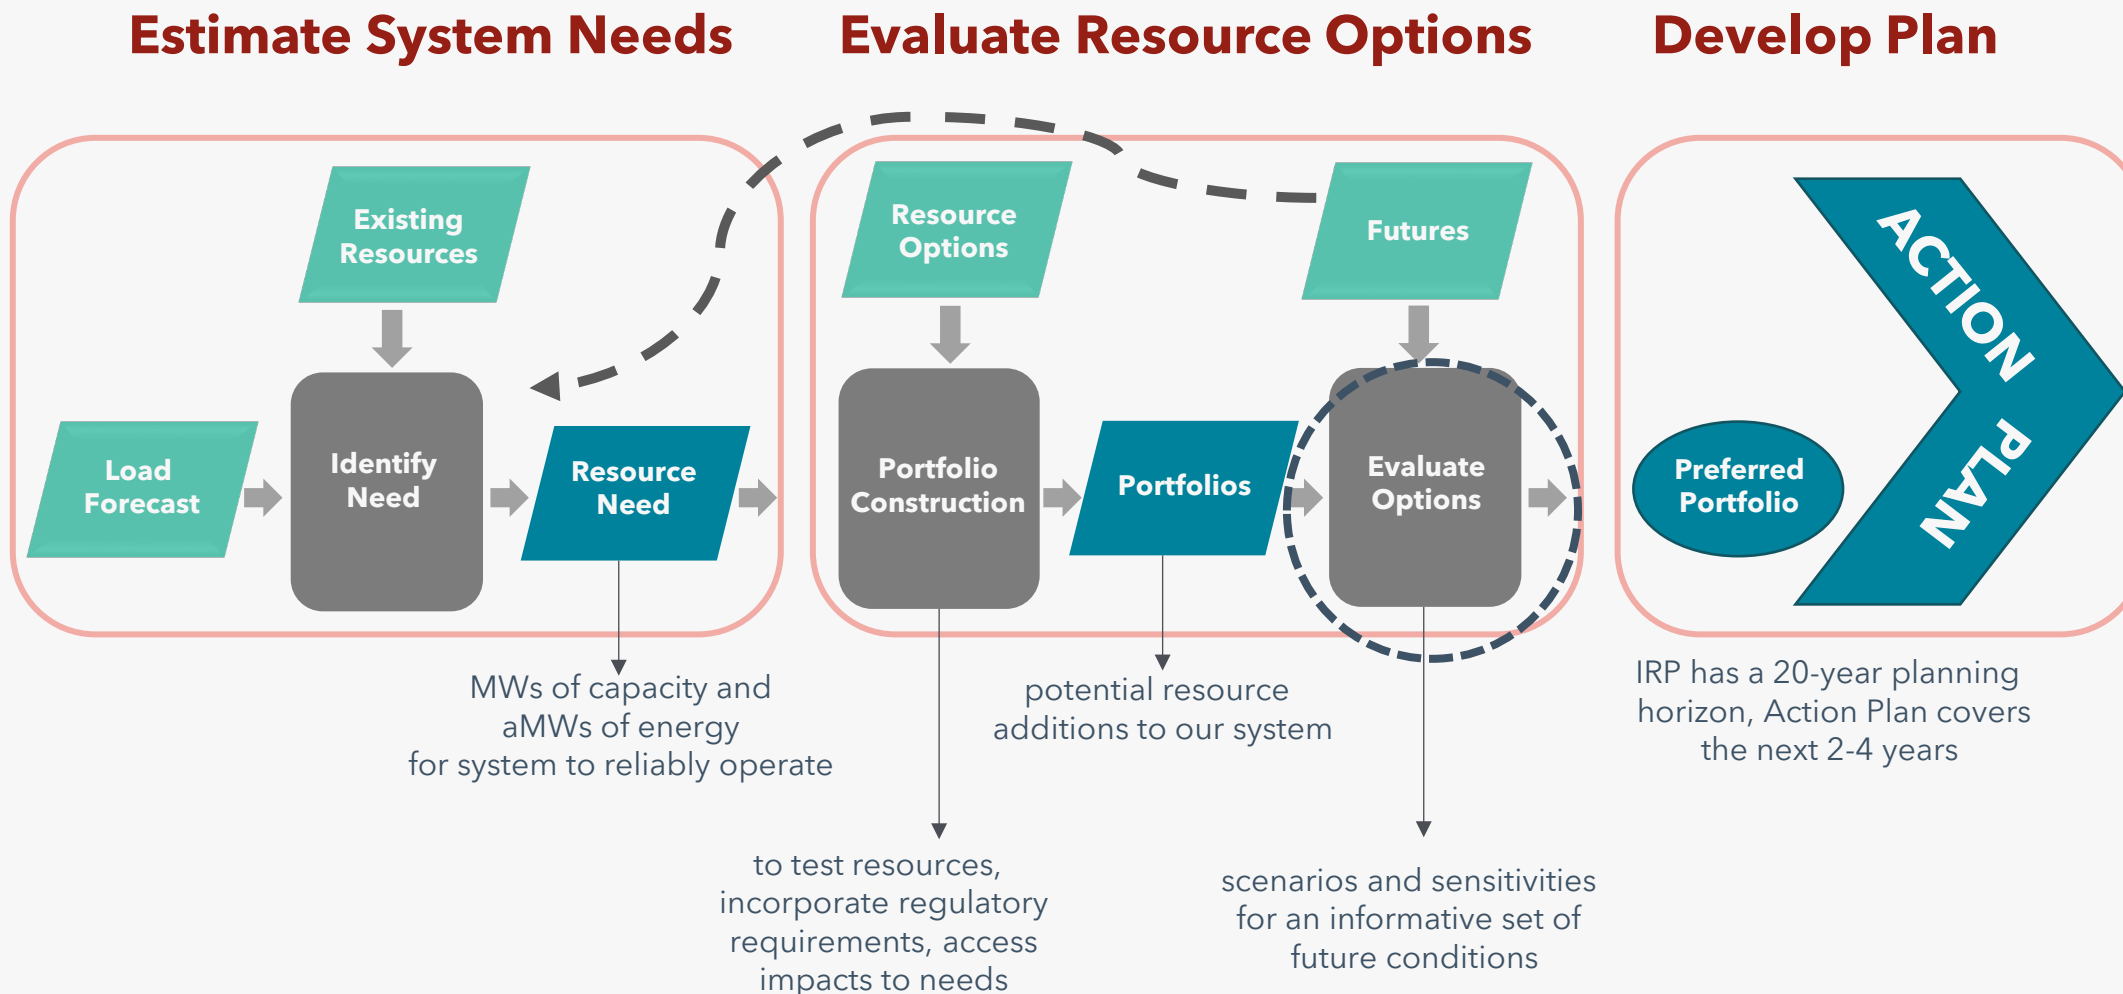 Estimate System Needs
Evaluate Resource Options
Develop Plan
Existing
Resources
Load
Forecast
Identify
Need
Resource
Need
MWs of capacity and
aMWs of energy
for system to reliably operate
Resource
Options
Futures
Portfolio
Construction
Portfolios
Evaluate
Options
to test resources,
incorporate regulatory
requirements, access
impacts to needs
potential resource
additions to our system
scenarios and sensitivities
for an informative set of
future conditions
Preferred
Portfolio
ACTION
PLAN
IRP has a 20-year planning
horizon, Action Plan covers
the next 2-4 years